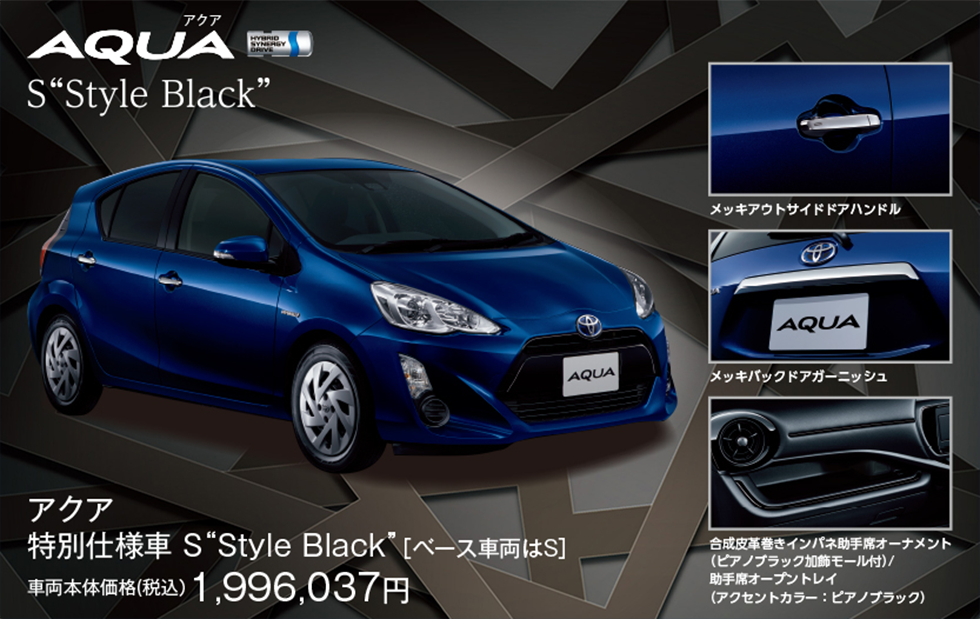 アクア
AQUA
HYBRID
SYNERGY
DRIVE
S“Style Black”
メッキアウトサイドドアハンドル
AQUA
メッキバックドアガーニッシュ
AQUA
アクア
特別仕様車 S“Style Black”[ベース車両はS]
車両本体価格(税込) 1,996,037円
合成皮革巻きインパネ助手席オーナメント
(ピアノブラック加飾モール付)/
助手席オープントレイ
(アクセントカラー:ピアノブラック)